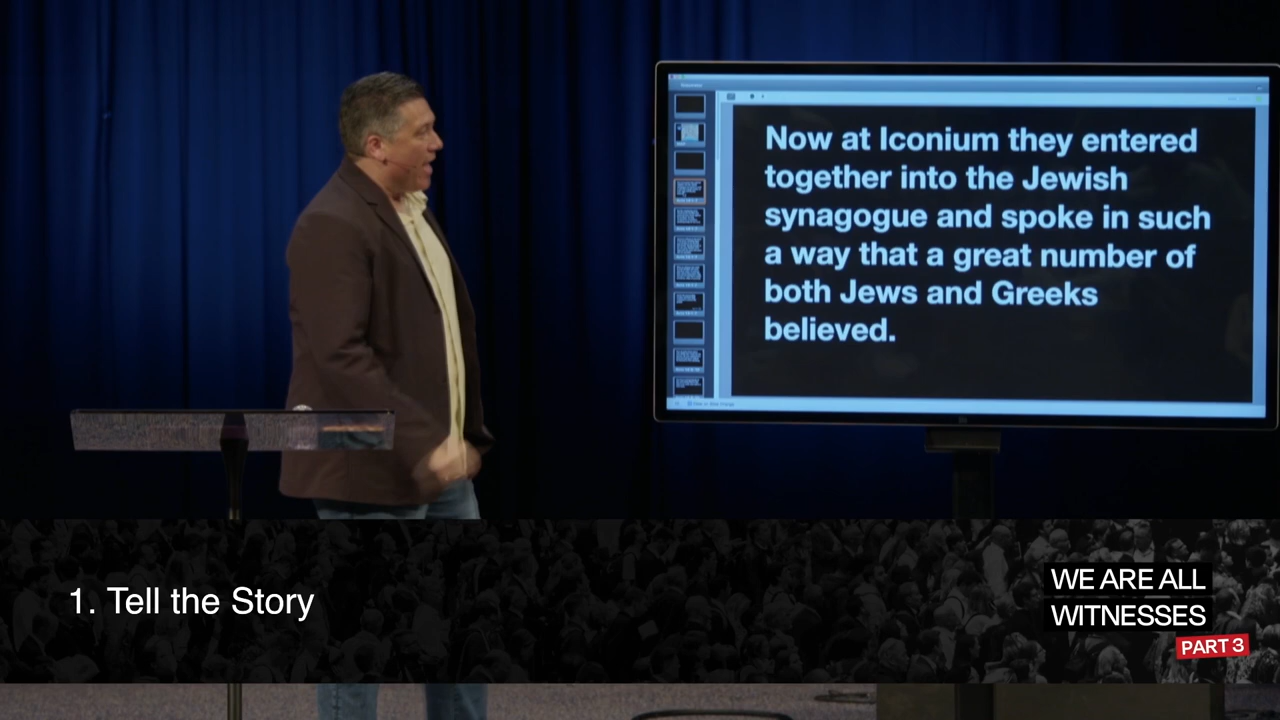 Now at Iconium they entered
together into the Jewish
synagogue and spoke in such
a way that a great number of
both Jews and Greeks
believed.
1. Tell the Story
WE ARE ALL
WITNESSES
PART 3